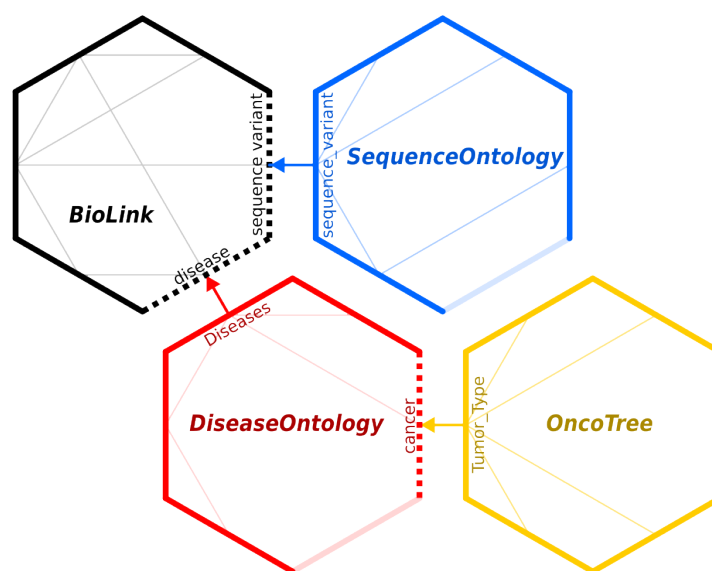 sequence variant
sequence_variant
SequenceOntology
BioLink
disease
Diseases
DiseaseOntology
cancer
Tumor_Type
OncoTree